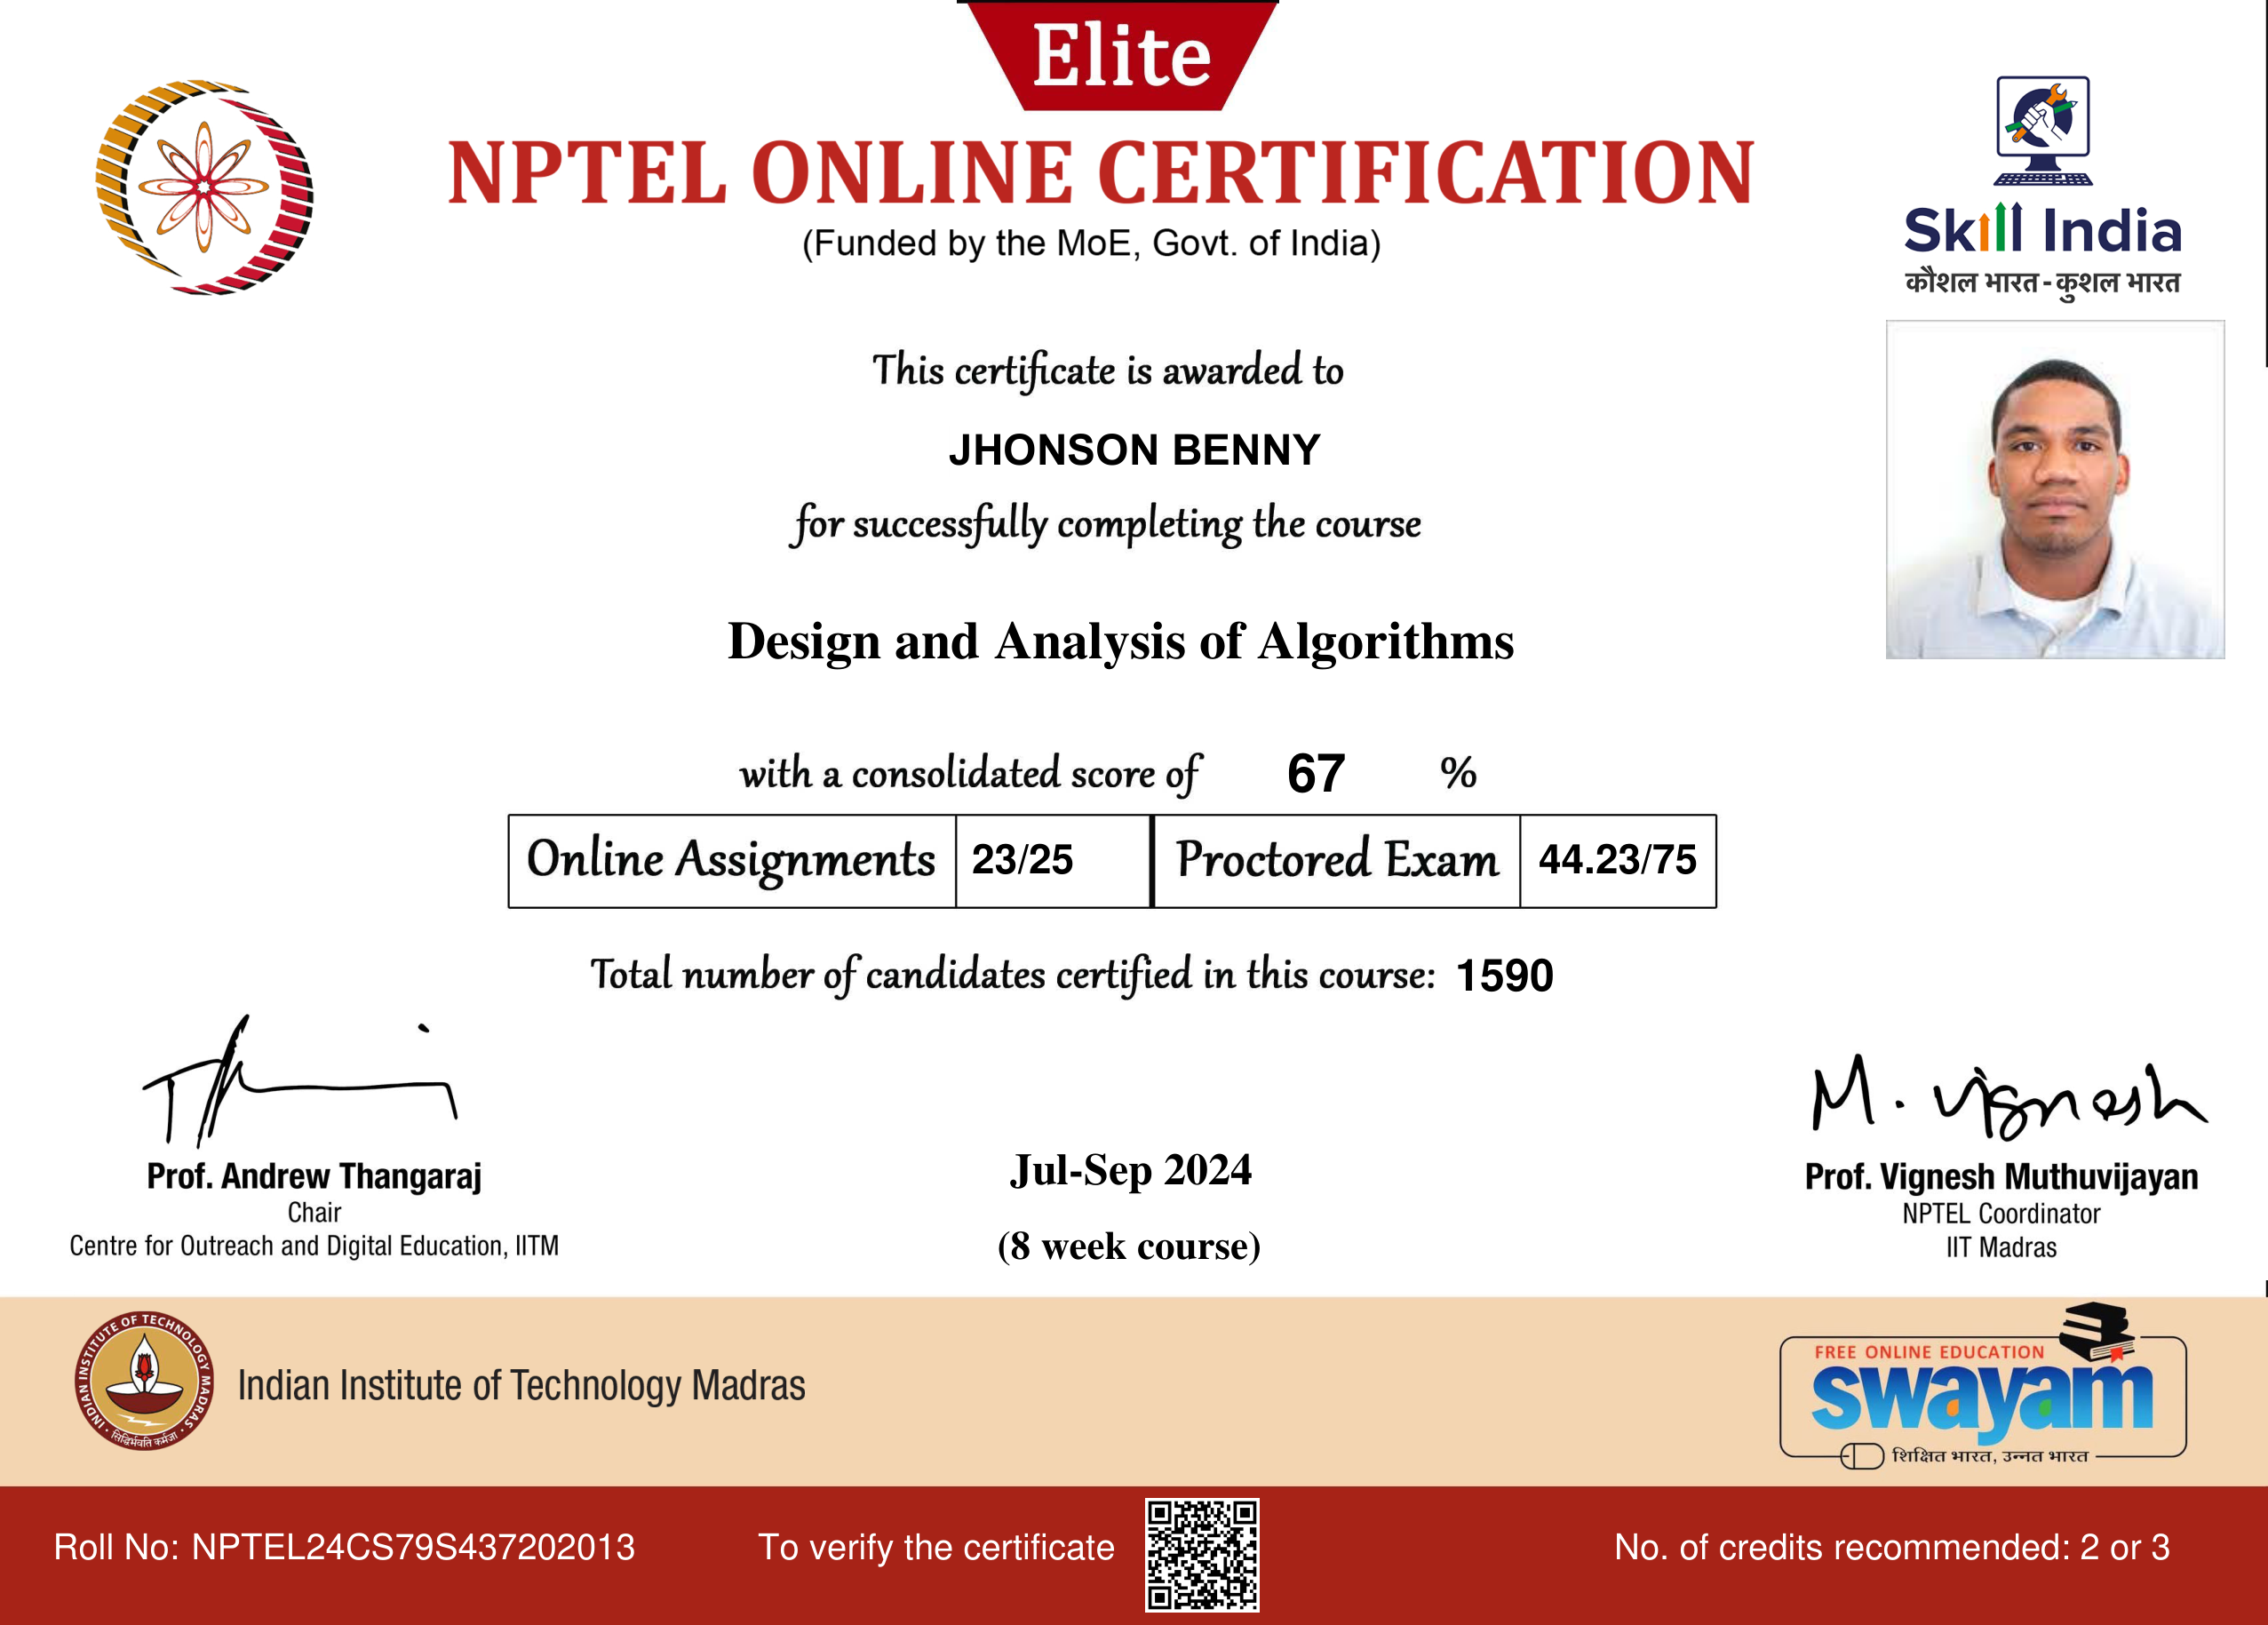 Elite
NPTEL ONLINE CERTIFICATION
(Funded by the MoE, Govt. of India)
Skill India
कौशल भारत - कुशल भारत
This certificate is awarded to
JHONSON BENNY
for successfully completing the course
Design and Analysis of Algorithms
with a consolidated score of 67 %
Online Assignments 23/25 Proctored Exam 44.23/75
Total number of candidates certified in this course: 1590
M. Vignesh
Prof. Andrew Thangaraj
Chair
Centre for Outreach and Digital Education, IITM
Jul-Sep 2024
(8 week course)
Prof. Vignesh Muthuvijayan
NPTEL Coordinator
IIT Madras
INDIAN INSTITUTE OF TECHNOLOGY MADRAS
सिद्धिर्भवति कर्मजा
Indian Institute of Technology Madras
FREE ONLINE EDUCATION
swayam
शिक्षित भारत, उन्नत भारत
Roll No: NPTEL24CS79S437202013
To verify the certificate
No. of credits recommended: 2 or 3